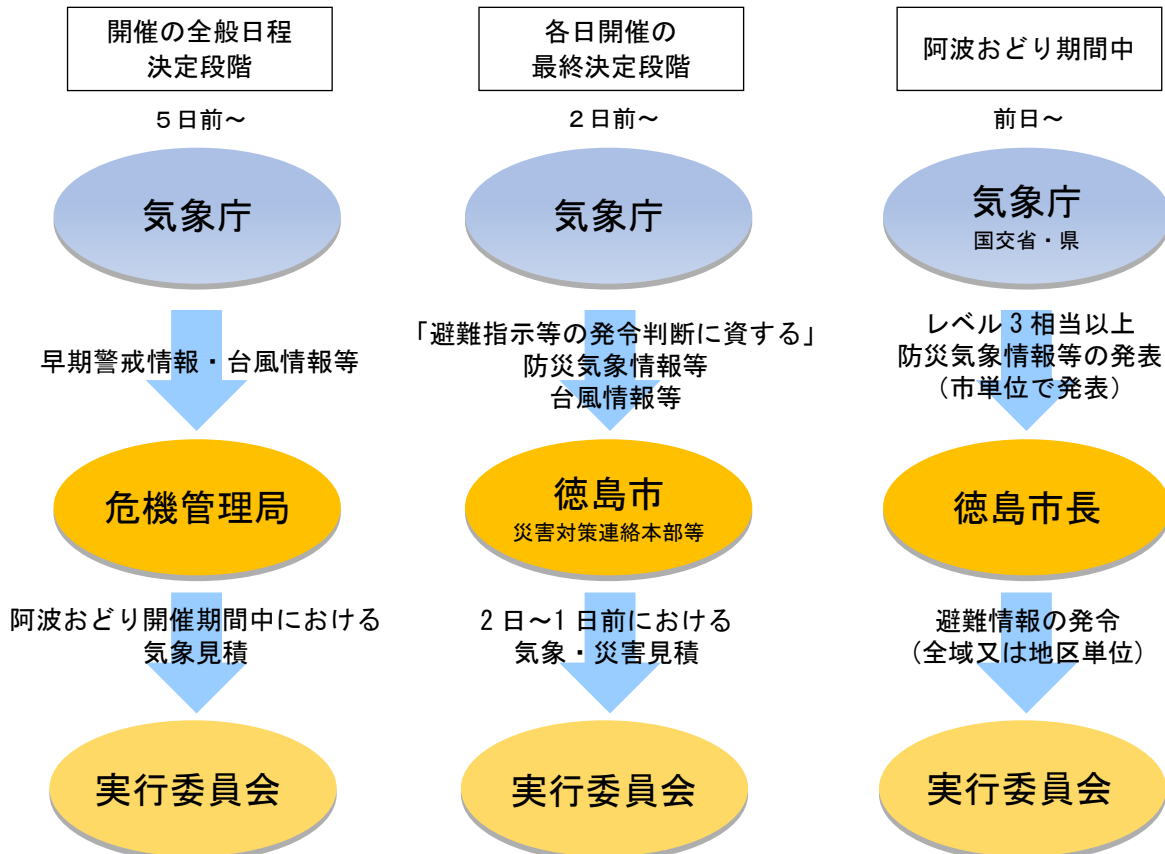 開催の全般日程
決定段階
5日前～
気象庁
早期警戒情報・台風情報等
危機管理局
阿波おどり開催期間中における
気象見積
実行委員会
各日開催の
最終決定段階
2日前～
気象庁
「避難指示等の発令判断に資する」
防災気象情報等
台風情報等
徳島市
災害対策連絡本部等
2日～1日前における
気象・災害見積
実行委員会
阿波おどり期間中
前日～
気象庁
国交省・県
レベル3相当以上
防災気象情報等の発表
（市単位で発表）
徳島市長
避難情報の発令
（全域又は地区単位）
実行委員会